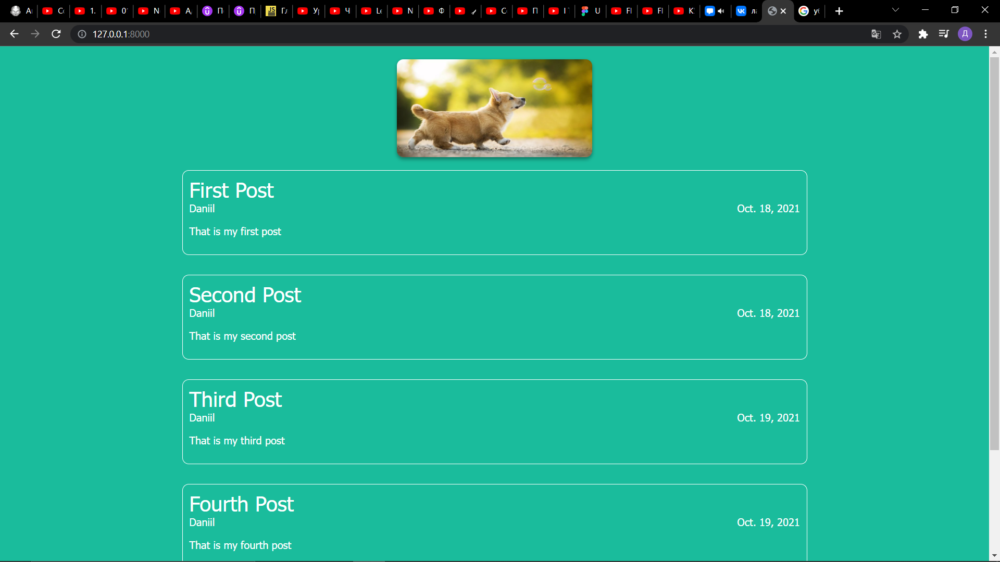 127.0.0.1:8000
First Post
Daniil
Oct. 18, 2021
That is my first post
Second Post
Daniil
Oct. 18, 2021
That is my second post
Third Post
Daniil
Oct. 19, 2021
That is my third post
Fourth Post
Daniil
Oct. 19, 2021
That is my fourth post